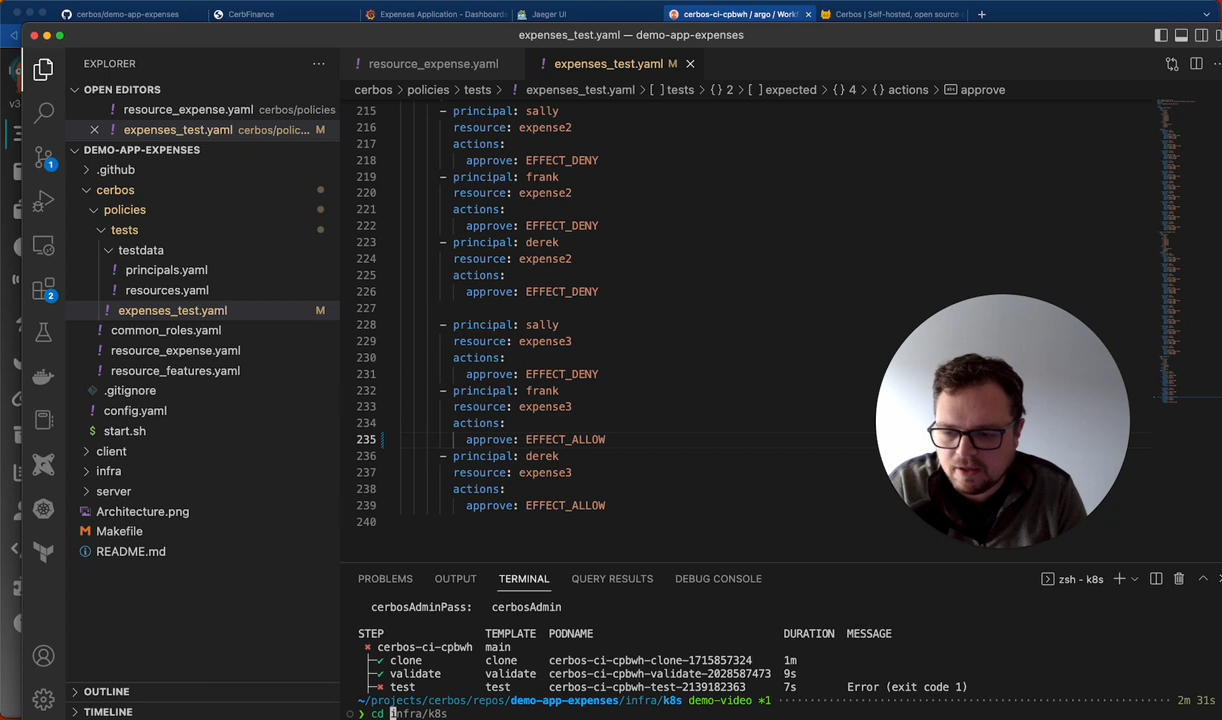 cerbos/demo-app-expenses
CerbFinance
Expenses Application - Dashboards
Jaeger UI
cerbos-ci-cpbwh / argo / Workf
Cerbos | Self-hosted, open source
expenses_test.yaml — demo-app-expenses
EXPLORER
OPEN EDITORS
resource_expense.yaml cerbos/policies
expenses_test.yaml cerbos/polic... M
DEMO-APP-EXPENSES
.github
cerbos
policies
tests
testdata
principals.yaml
resources.yaml
expenses_test.yaml M
common_roles.yaml
resource_expense.yaml
resource_features.yaml
.gitignore
config.yaml
start.sh
client
infra
server
Architecture.png
Makefile
README.md
OUTLINE
TIMELINE
1
2
v3
resource_expense.yaml
expenses_test.yaml M
cerbos > policies > tests > expenses_test.yaml > [ ] tests > {} 2 > [ ] expected > {} 4 > {} actions > approve
215 - principal: sally
216 resource: expense2
217 actions:
218 approve: EFFECT_DENY
219 - principal: frank
220 resource: expense2
221 actions:
222 approve: EFFECT_DENY
223 - principal: derek
224 resource: expense2
225 actions:
226 approve: EFFECT_DENY
227
228 - principal: sally
229 resource: expense3
230 actions:
231 approve: EFFECT_DENY
232 - principal: frank
233 resource: expense3
234 actions:
235 approve: EFFECT_ALLOW
236 - principal: derek
237 resource: expense3
238 actions:
239 approve: EFFECT_ALLOW
240
PROBLEMS OUTPUT TERMINAL QUERY RESULTS DEBUG CONSOLE
zsh - k8s
cerbosAdminPass: cerbosAdmin
STEP TEMPLATE PODNAME DURATION MESSAGE
✖ cerbos-ci-cpbwh main
├─✔ clone clone cerbos-ci-cpbwh-clone-1715857324 1m
├─✔ validate validate cerbos-ci-cpbwh-validate-2028587473 9s
├─✖ test test cerbos-ci-cpbwh-test-2139182363 7s Error (exit code 1)
~/projects/cerbos/repos/demo-app-expenses/infra/k8s demo-video *1 2m 31s
❯ cd infra/k8s